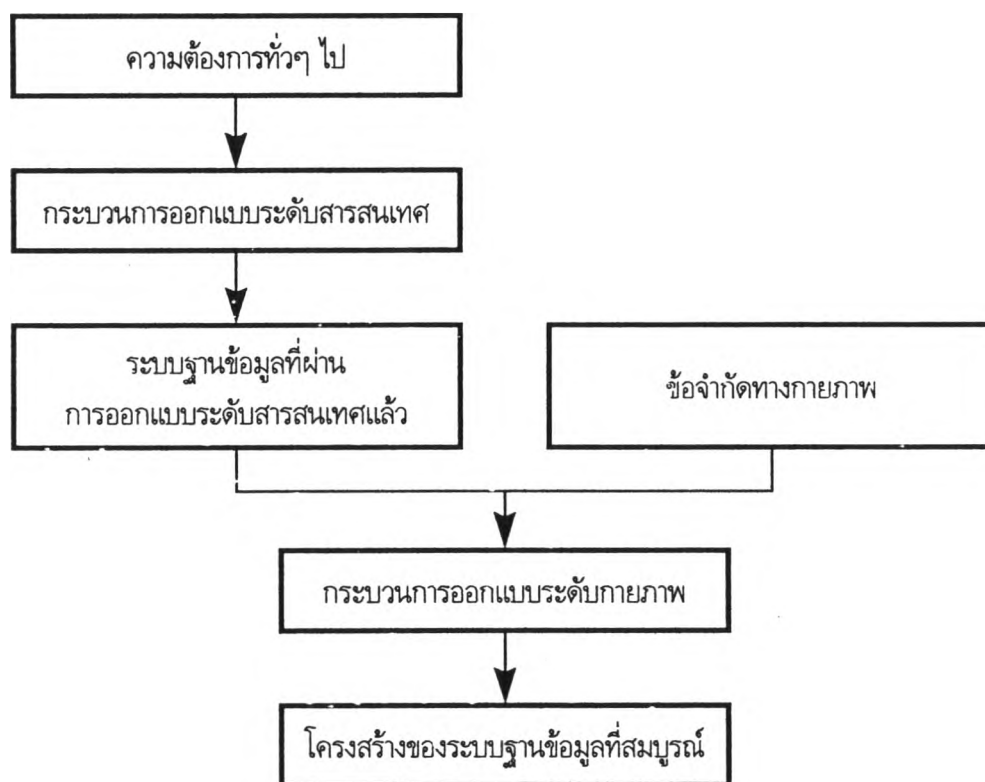 ความต้องการทั่วๆ ไป
กระบวนการออกแบบระดับสารสนเทศ
ระบบฐานข้อมูลที่ผ่าน
การออกแบบระดับสารสนเทศแล้ว
ข้อจำกัดทางกายภาพ
กระบวนการออกแบบระดับกายภาพ
โครงสร้างของระบบฐานข้อมูลที่สมบูรณ์